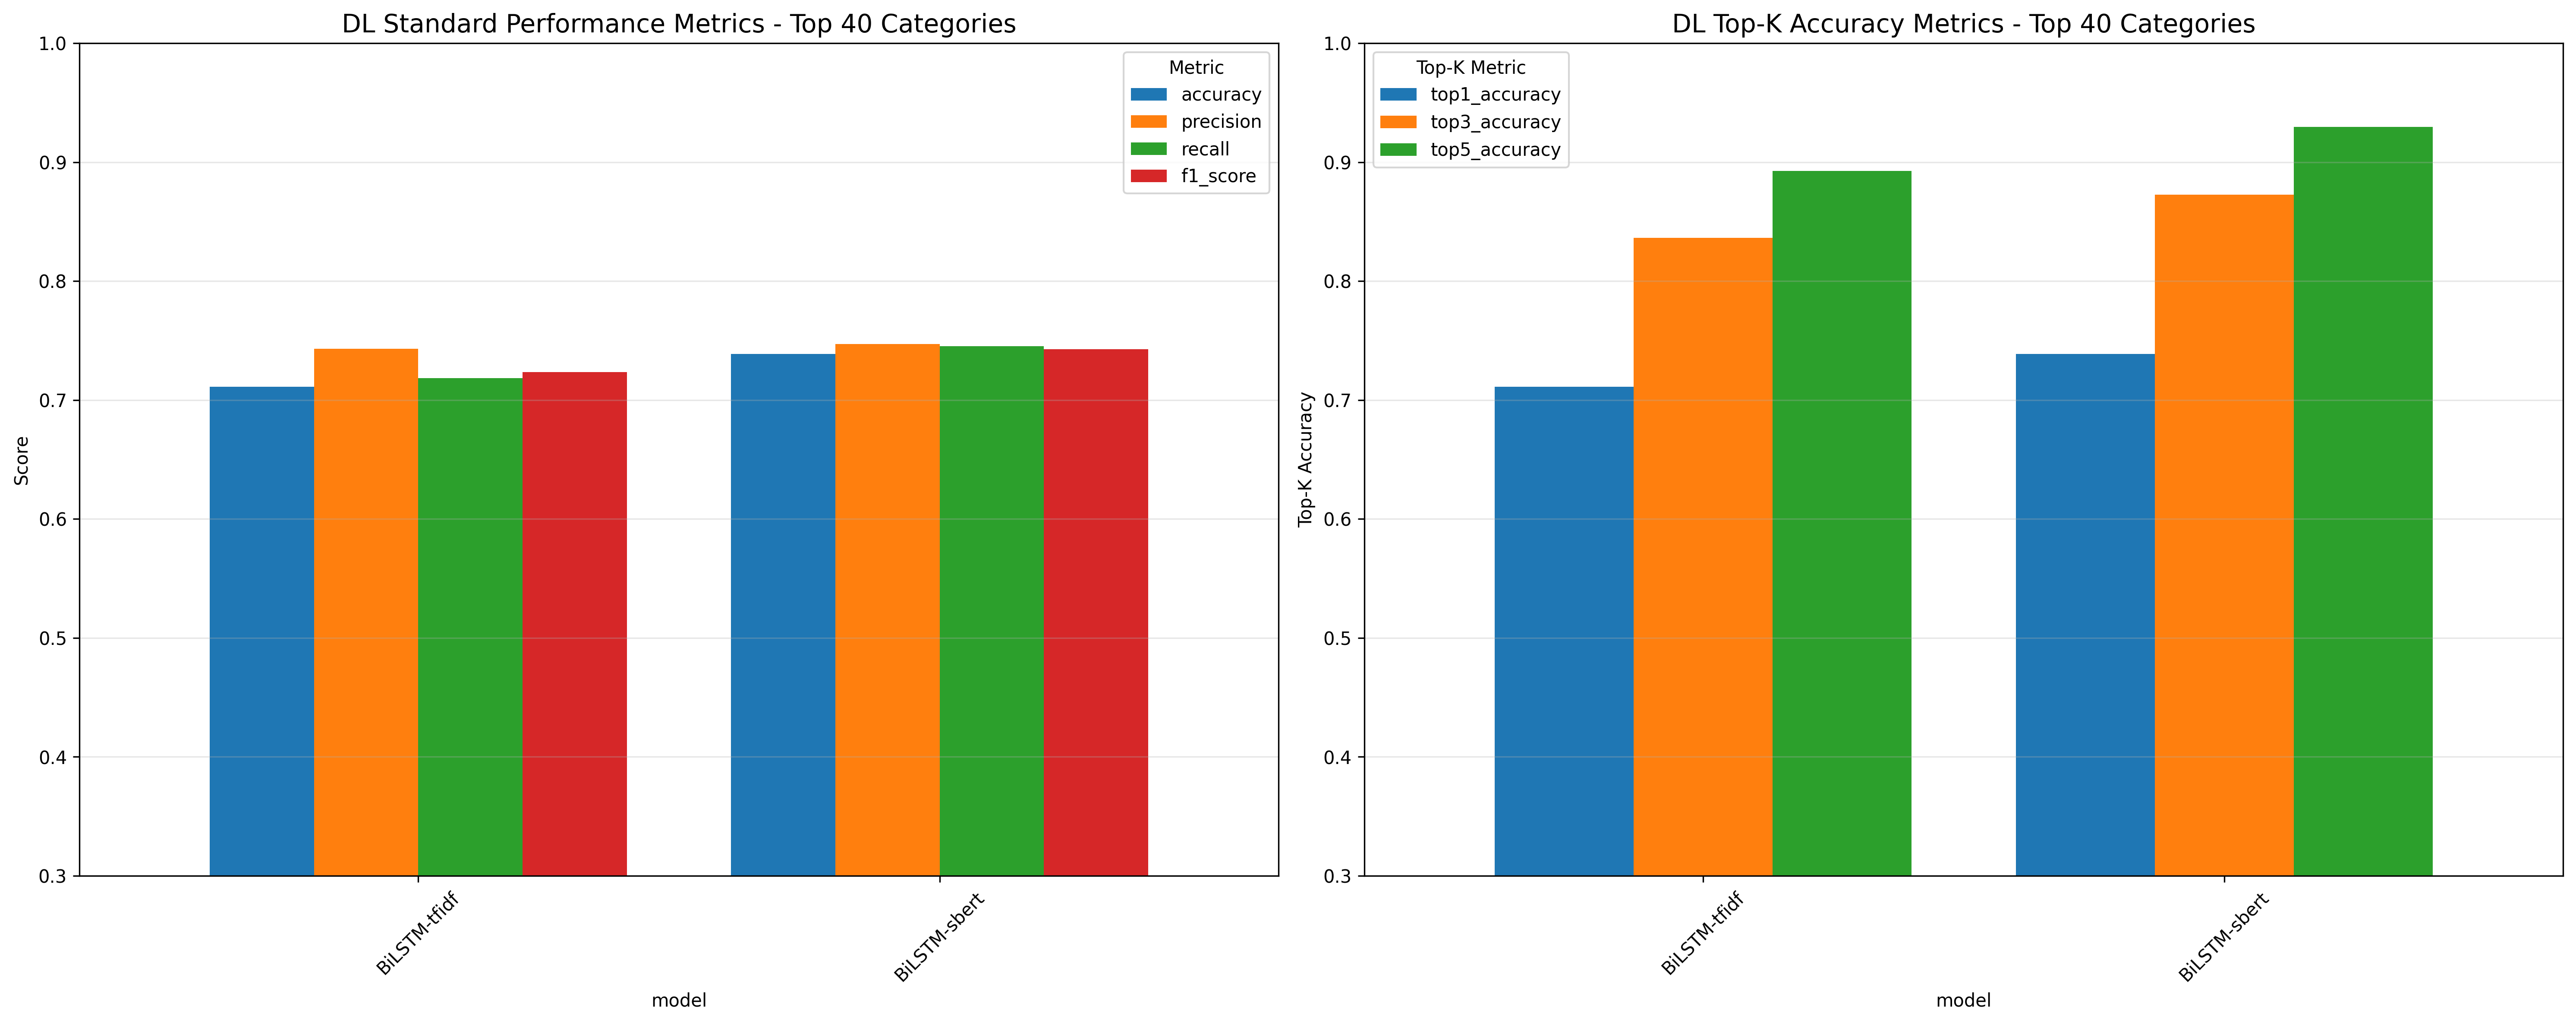 DL Standard Performance Metrics - Top 40 Categories
1.0
0.9
0.8
0.7
0.6
0.5
0.4
0.3
Score
Metric
accuracy
precision
recall
f1_score
BiLSTM-tfidf
BiLSTM-sbert
model
DL Top-K Accuracy Metrics - Top 40 Categories
1.0
0.9
0.8
0.7
0.6
0.5
0.4
0.3
Top-K Accuracy
Top-K Metric
top1_accuracy
top3_accuracy
top5_accuracy
BiLSTM-tfidf
BiLSTM-sbert
model